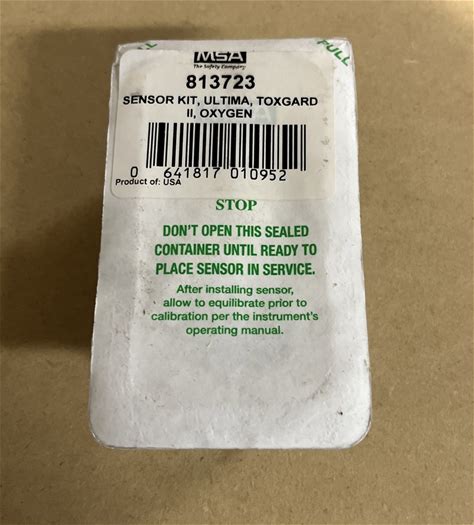 PULL
MSA
The Safety Company
813723
SENSOR KIT, ULTIMA, TOXGARD
II, OXYGEN
0 641817 010952
Product of: USA
STOP
DON'T OPEN THIS SEALED
CONTAINER UNTIL READY TO
PLACE SENSOR IN SERVICE.
After installing sensor,
allow to equilibrate prior to
calibration per the instrument's
operating manual.